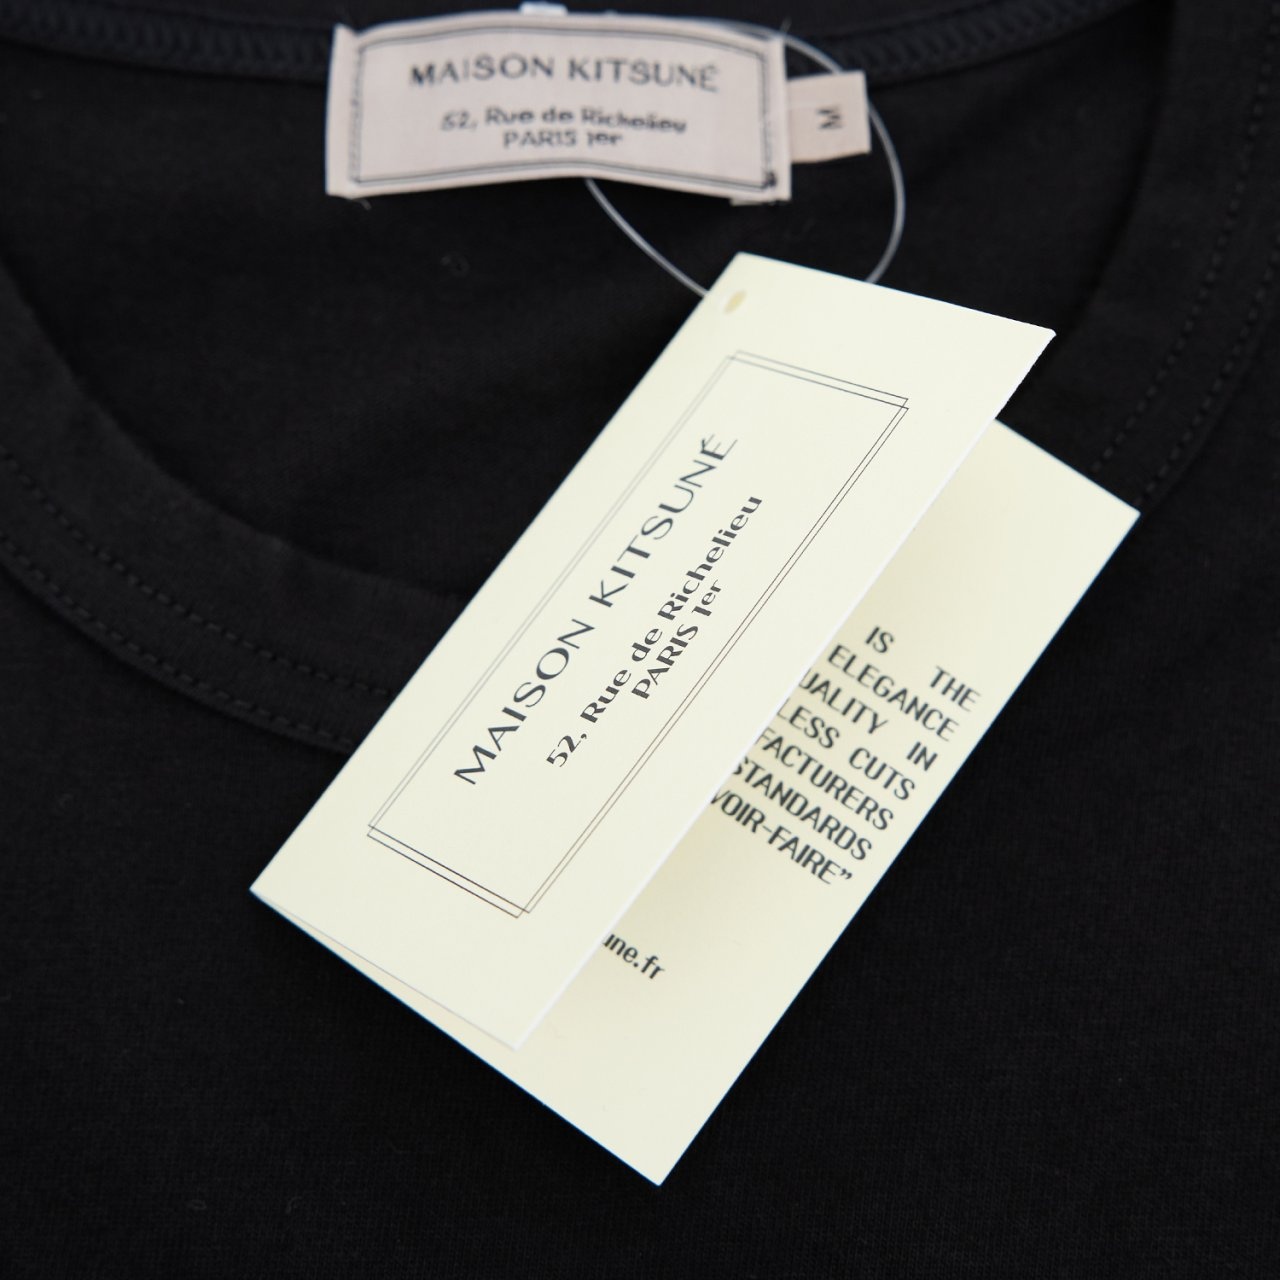 MAISON KITSUNÉ
52, Rue de Richelieu
PARIS 1er
M
MAISON KITSUNÉ
52, Rue de Richelieu
PARIS 1er
IS THE
ELEGANCE
UALITY IN
LESS CUTS
FACTURERS
STANDARDS
VOIR-FAIRE”
une.fr